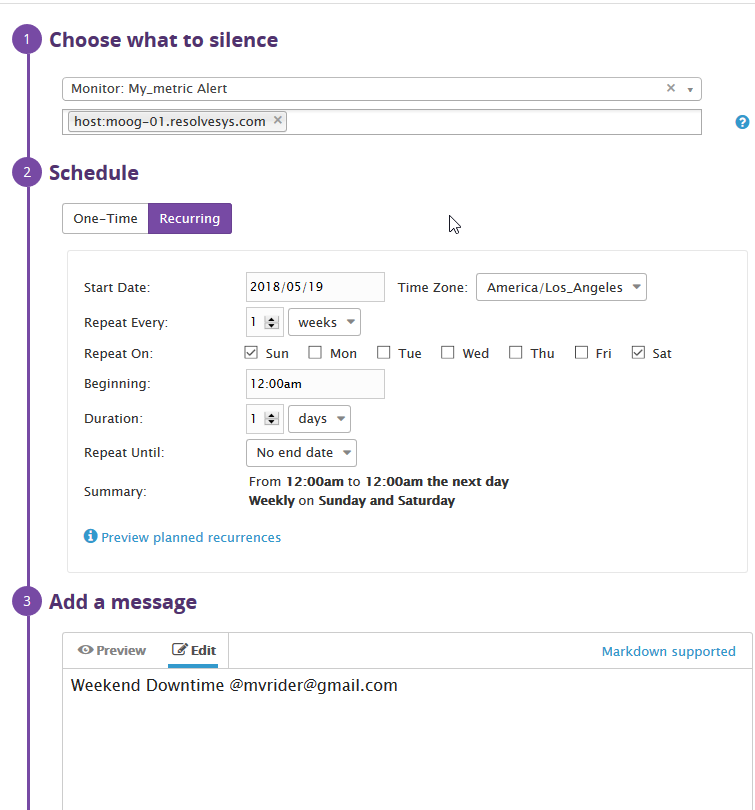 1 Choose what to silence
Monitor: My_metric Alert
host:moog-01.resolvesys.com
2 Schedule
One-Time Recurring
Start Date: 2018/05/19 Time Zone: America/Los_Angeles
Repeat Every: 1 weeks
Repeat On: Sun Mon Tue Wed Thu Fri Sat
Beginning: 12:00am
Duration: 1 days
Repeat Until: No end date
Summary: From 12:00am to 12:00am the next day
Weekly on Sunday and Saturday
Preview planned recurrences
3 Add a message
Preview Edit Markdown supported
Weekend Downtime @mvrider@gmail.com